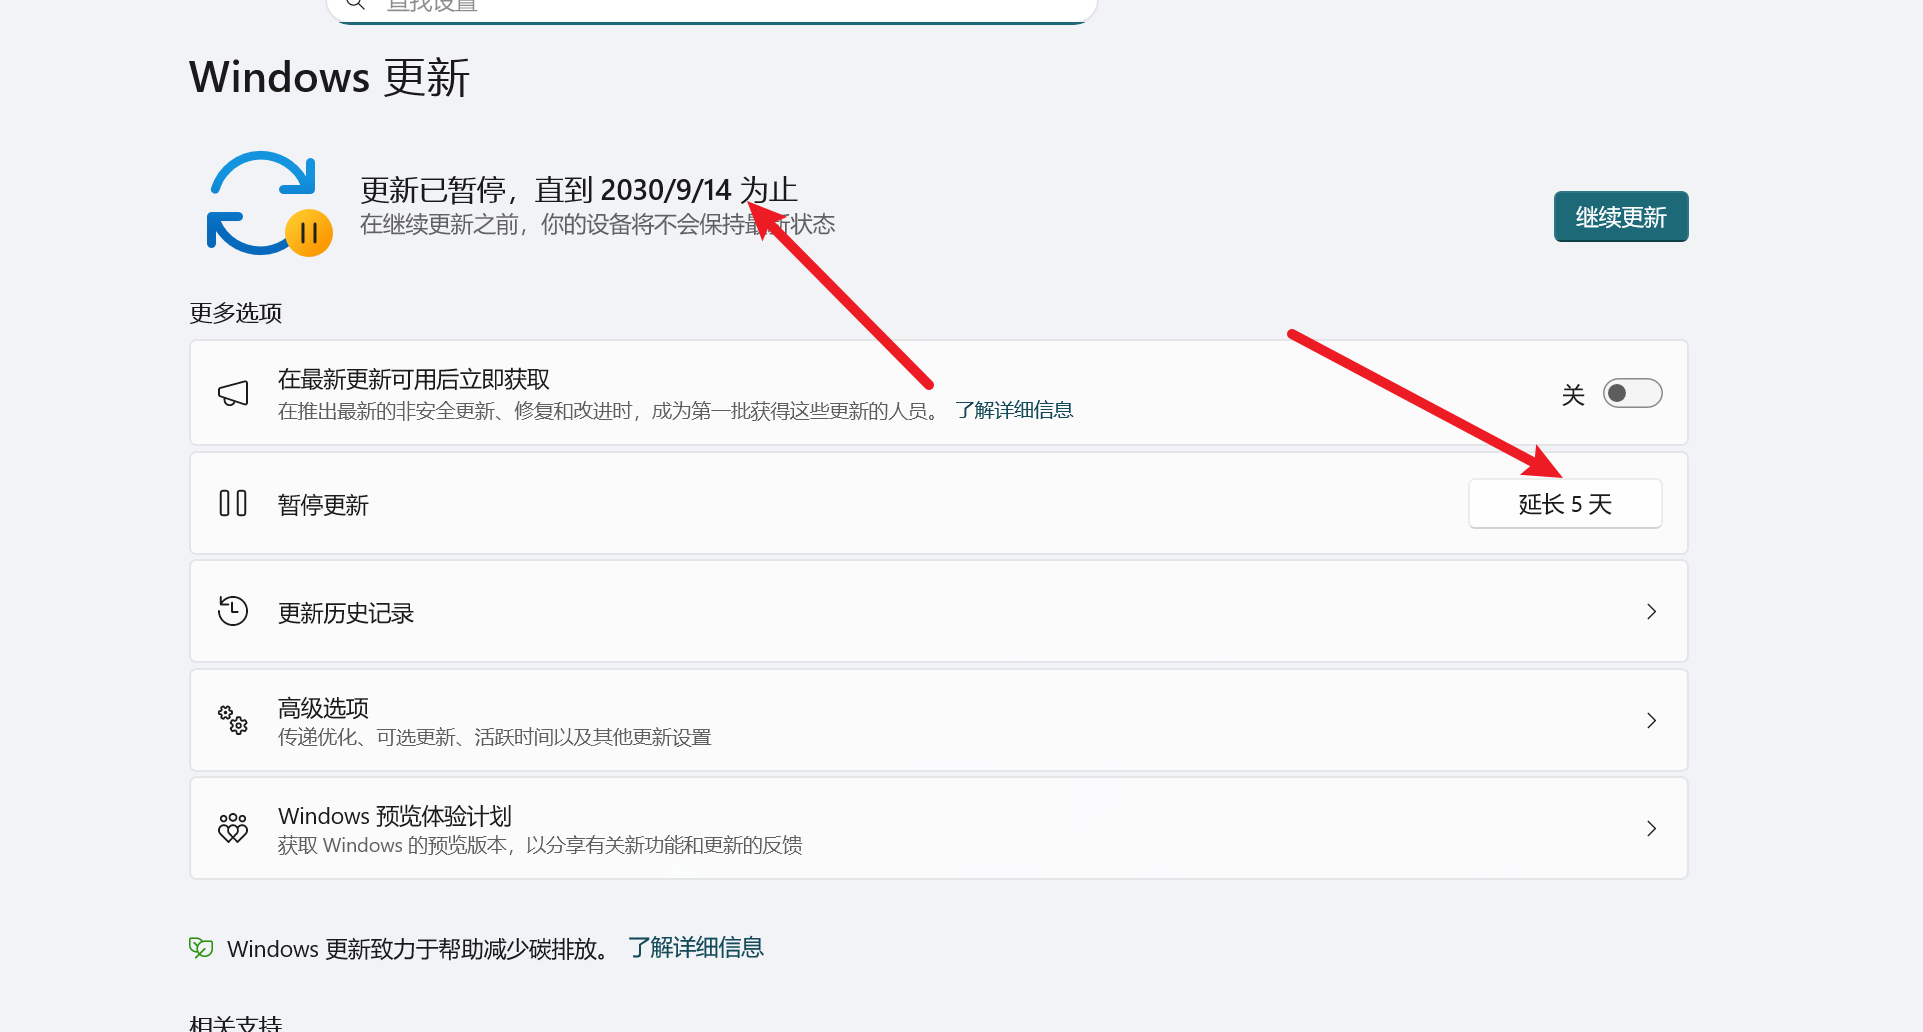 查找设置
Windows 更新
更新已暂停，直到 2030/9/14 为止
在继续更新之前，你的设备将不会保持最新状态
继续更新
更多选项
在最新更新可用后立即获取
在推出最新的非安全更新、修复和改进时，成为第一批获得这些更新的人员。 了解详细信息
关
暂停更新
延长 5 天
更新历史记录
高级选项
传递优化、可选更新、活跃时间以及其他更新设置
Windows 预览体验计划
获取 Windows 的预览版本，以分享有关新功能和更新的反馈
Windows 更新致力于帮助减少碳排放。 了解详细信息
相关支持